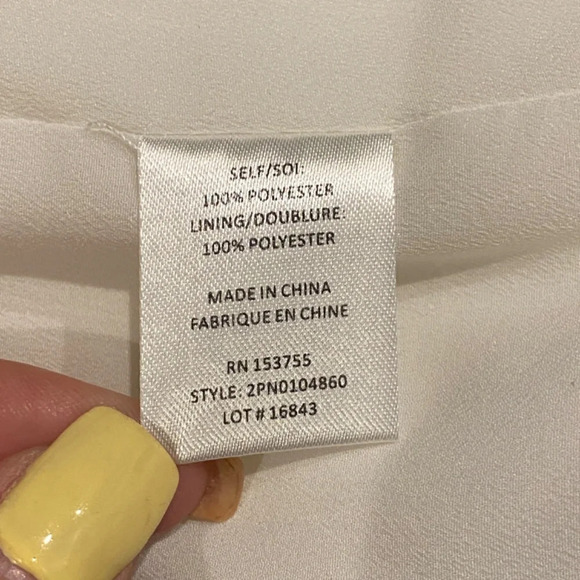 SELF/SOI:
100% POLYESTER
LINING/DOUBLURE:
100% POLYESTER
MADE IN CHINA
FABRIQUE EN CHINE
RN 153755
STYLE: 2PN0104860
LOT # 16843